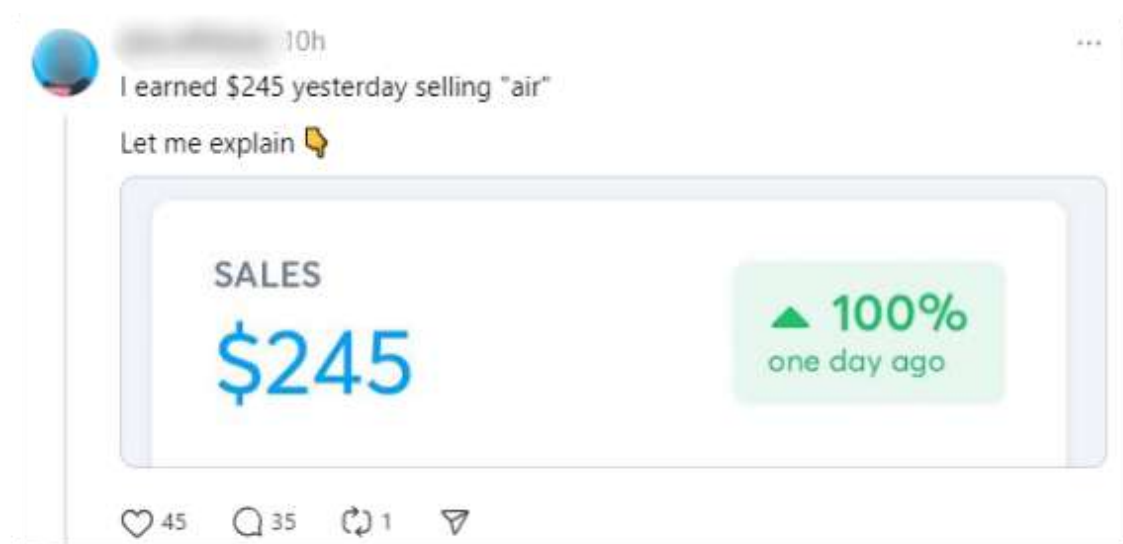 10h
I earned $245 yesterday selling "air"
Let me explain 👇
SALES
$245
▲ 100%
one day ago
45 35 1